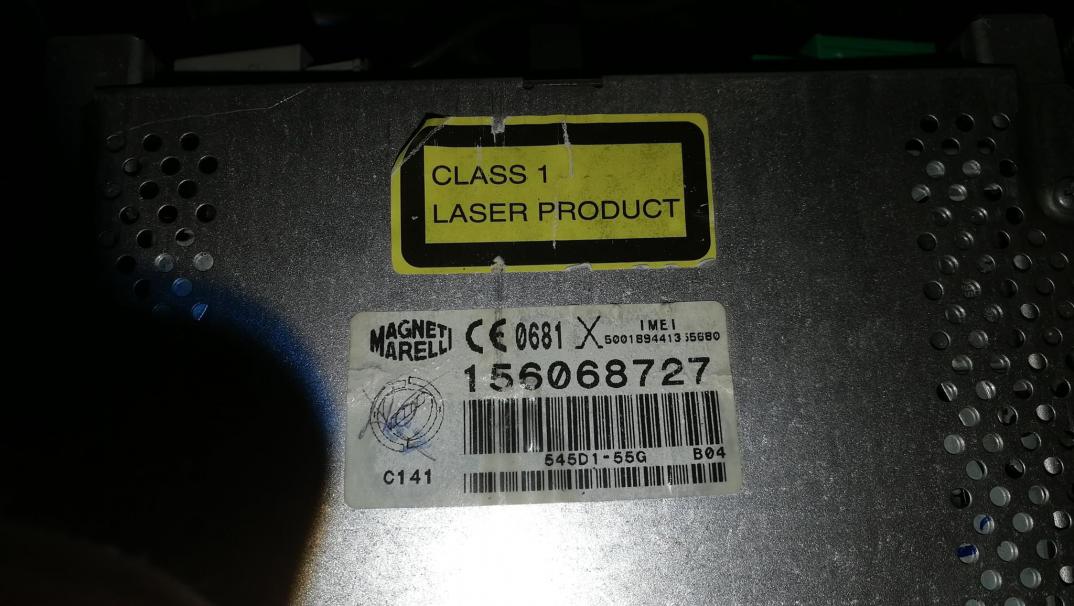 CLASS 1
LASER PRODUCT
MAGNETI MARELLI
CE 0681 X
IMEI
156068727
545D1-55G B04
C141